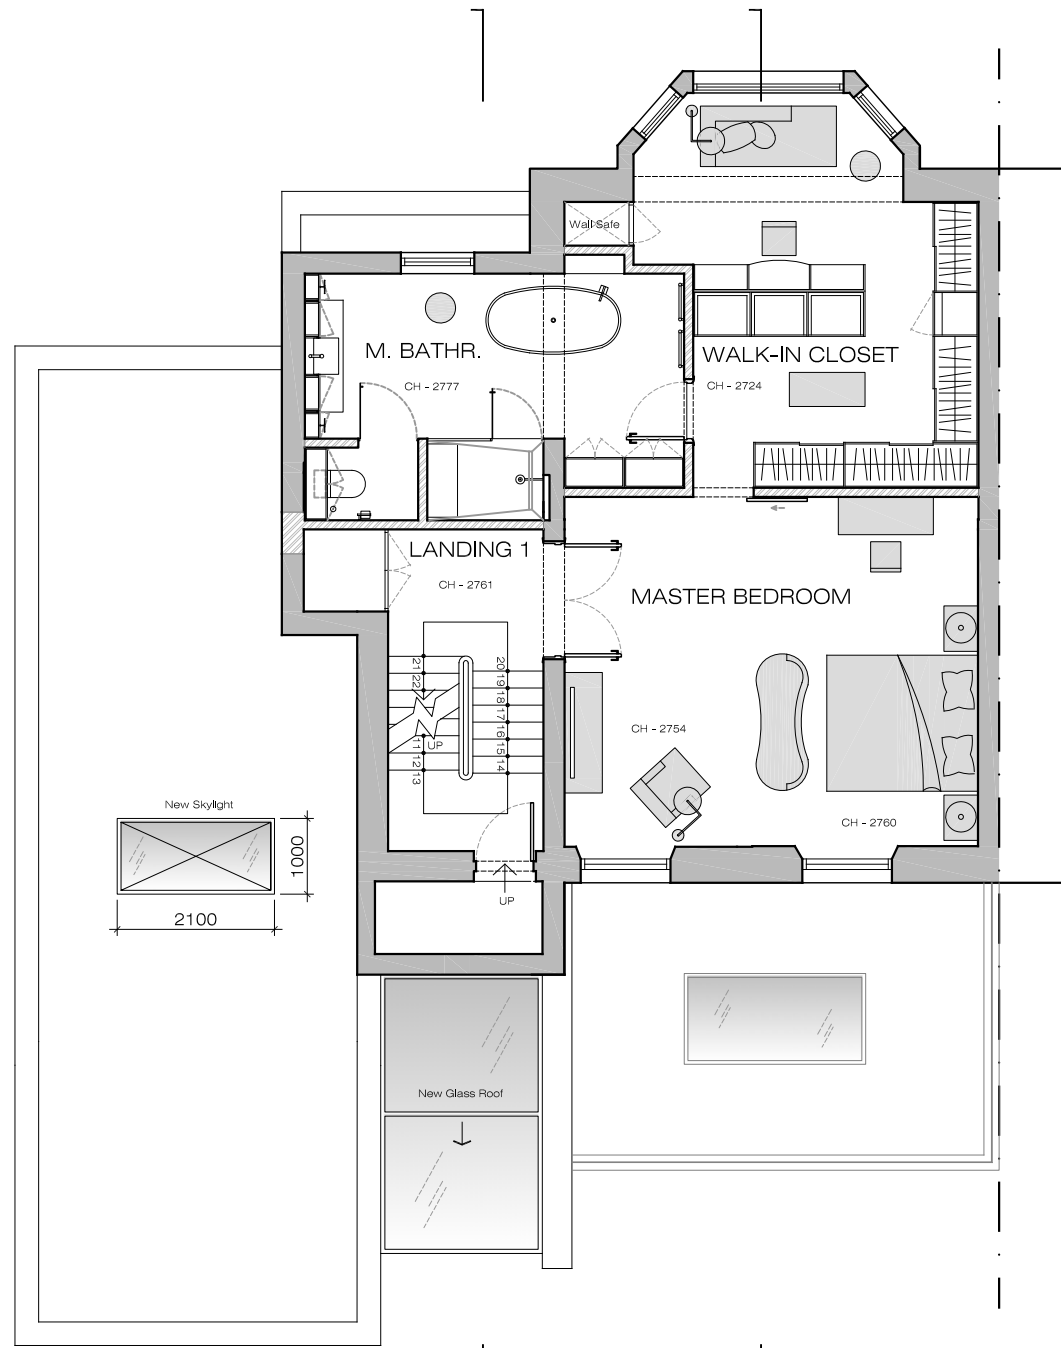 Wall Safe
M. BATHR.
CH - 2777
WALK-IN CLOSET
CH - 2724
LANDING 1
CH - 2761
MASTER BEDROOM
21
22
20
19
18
17
16
15
14
11
12
13
UP
CH - 2754
CH - 2760
New Skylight
1000
2100
UP
New Glass Roof